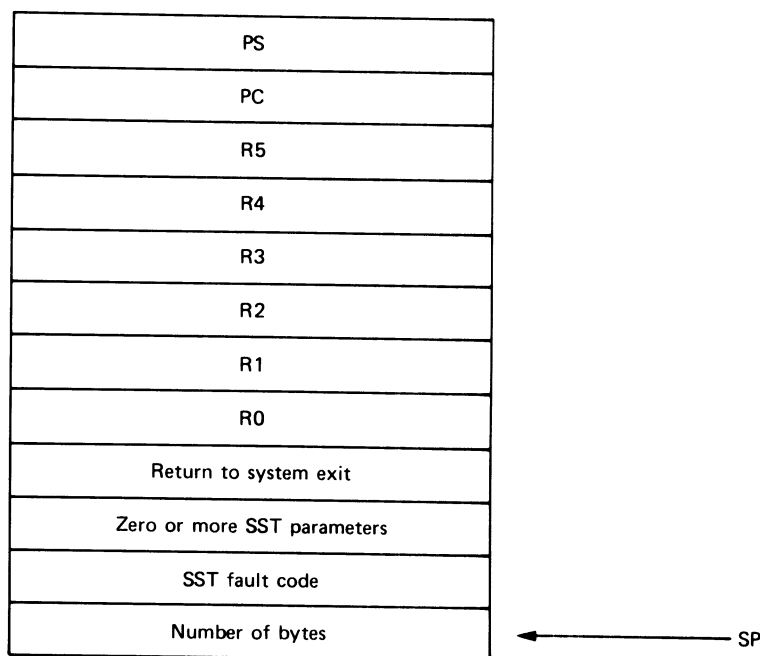 PS
PC
R5
R4
R3
R2
R1
R0
Return to system exit
Zero or more SST parameters
SST fault code
Number of bytes
SP